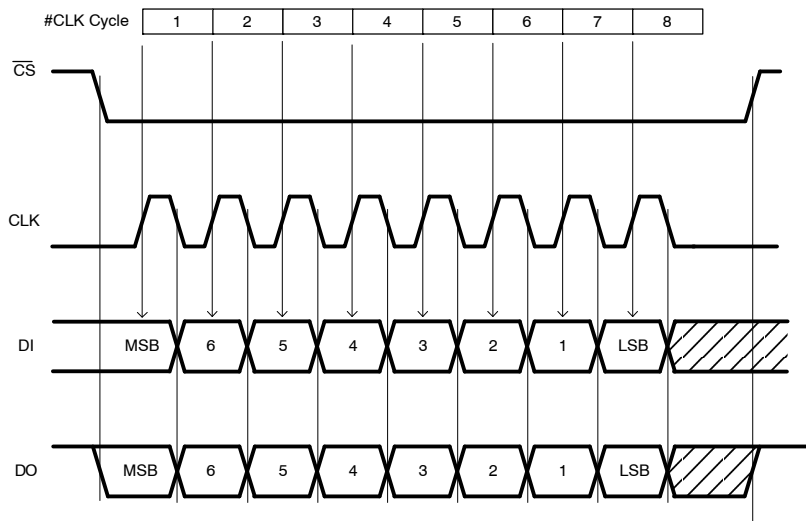 #CLK Cycle 1 2 3 4 5 6 7 8
CS
CLK
DI MSB 6 5 4 3 2 1 LSB
DO MSB 6 5 4 3 2 1 LSB